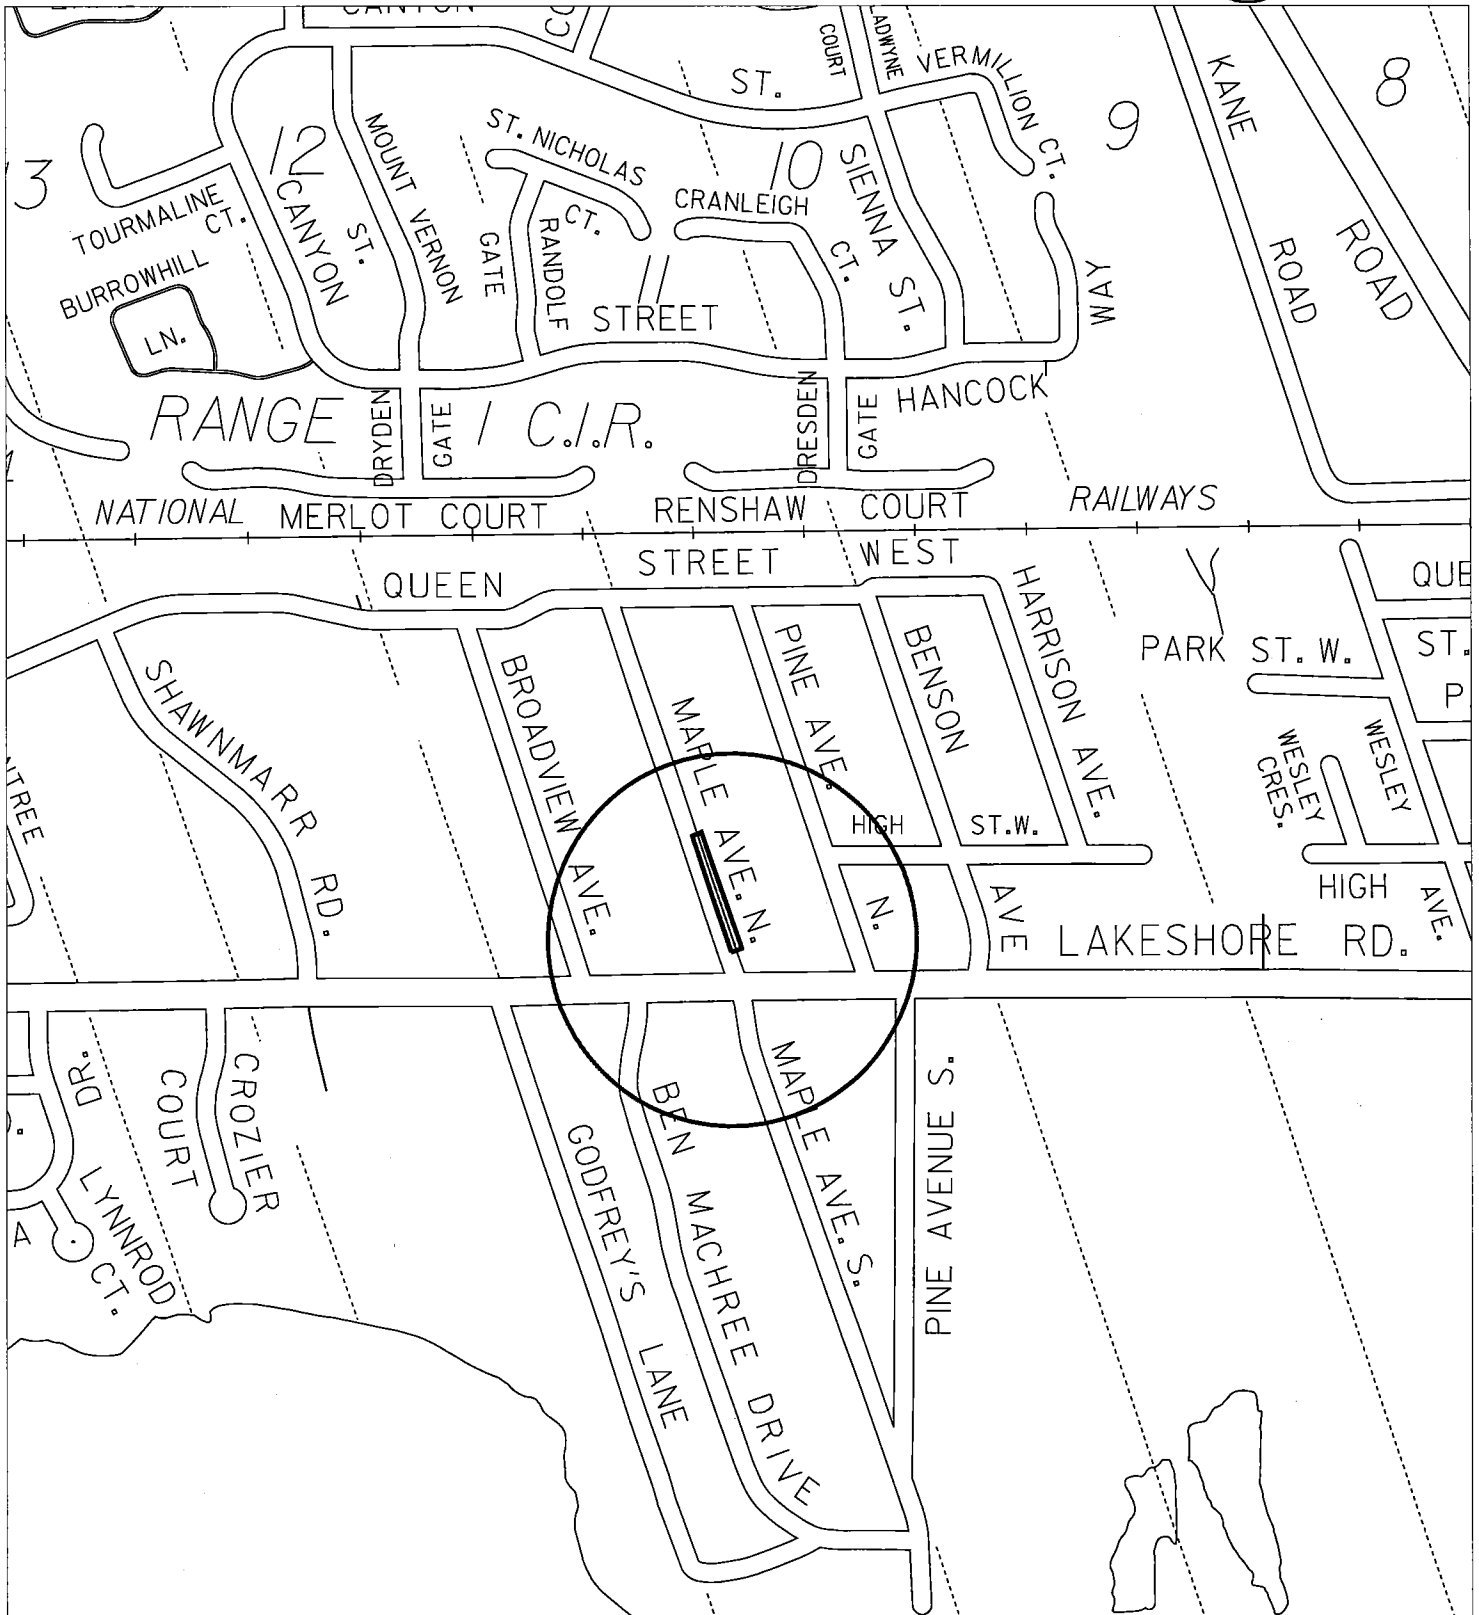 CANYON
ST.
COURT
VERMILLION CT.
KANE
ROAD
ROAD
8
9
10
11
12
13
MOUNT VERNON
ST.
CANYON
TOURMALINE
CT.
BURROWHILL
LN.
ST. NICHOLAS
CT.
GATE
RANDOLF
CRANLEIGH
CT.
SIENNA ST.
STREET
WAY
HANCOCK
DRYDEN
GATE
DRESDEN
GATE
RANGE 1 C.I.R.
NATIONAL
RAILWAYS
MERLOT COURT
RENSHAW COURT
QUEEN STREET WEST
SHAWNMARR RD.
BROADVIEW AVE.
MAPLE AVE. N.
PINE AVE.
N.
BENSON
AVE
HARRISON AVE.
HIGH ST.W.
PARK ST. W.
ST.
P
WESLEY
CRES.
WESLEY
AVE.
HIGH
LAKESHORE RD.
DR.
LYNNROD
CT.
A
COURT
CROZIER
GODFREY'S LANE
BEN MACHREE DRIVE
MAPLE AVE. S.
PINE AVENUE S.